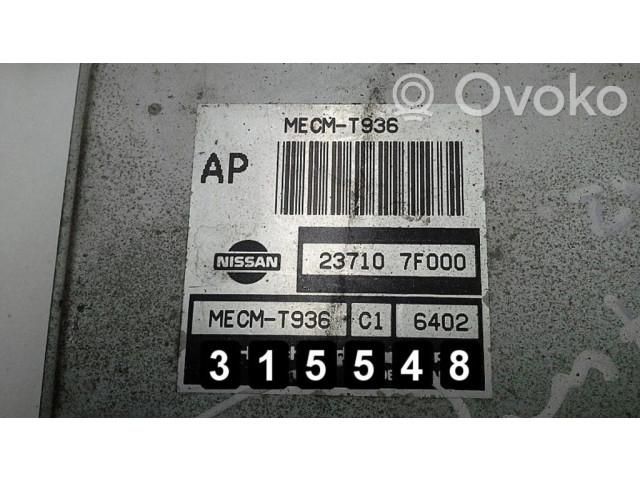 Ovoko
MECM-T936
AP
NISSAN
23710 7F000
MECM-T936 C1 6402
315548